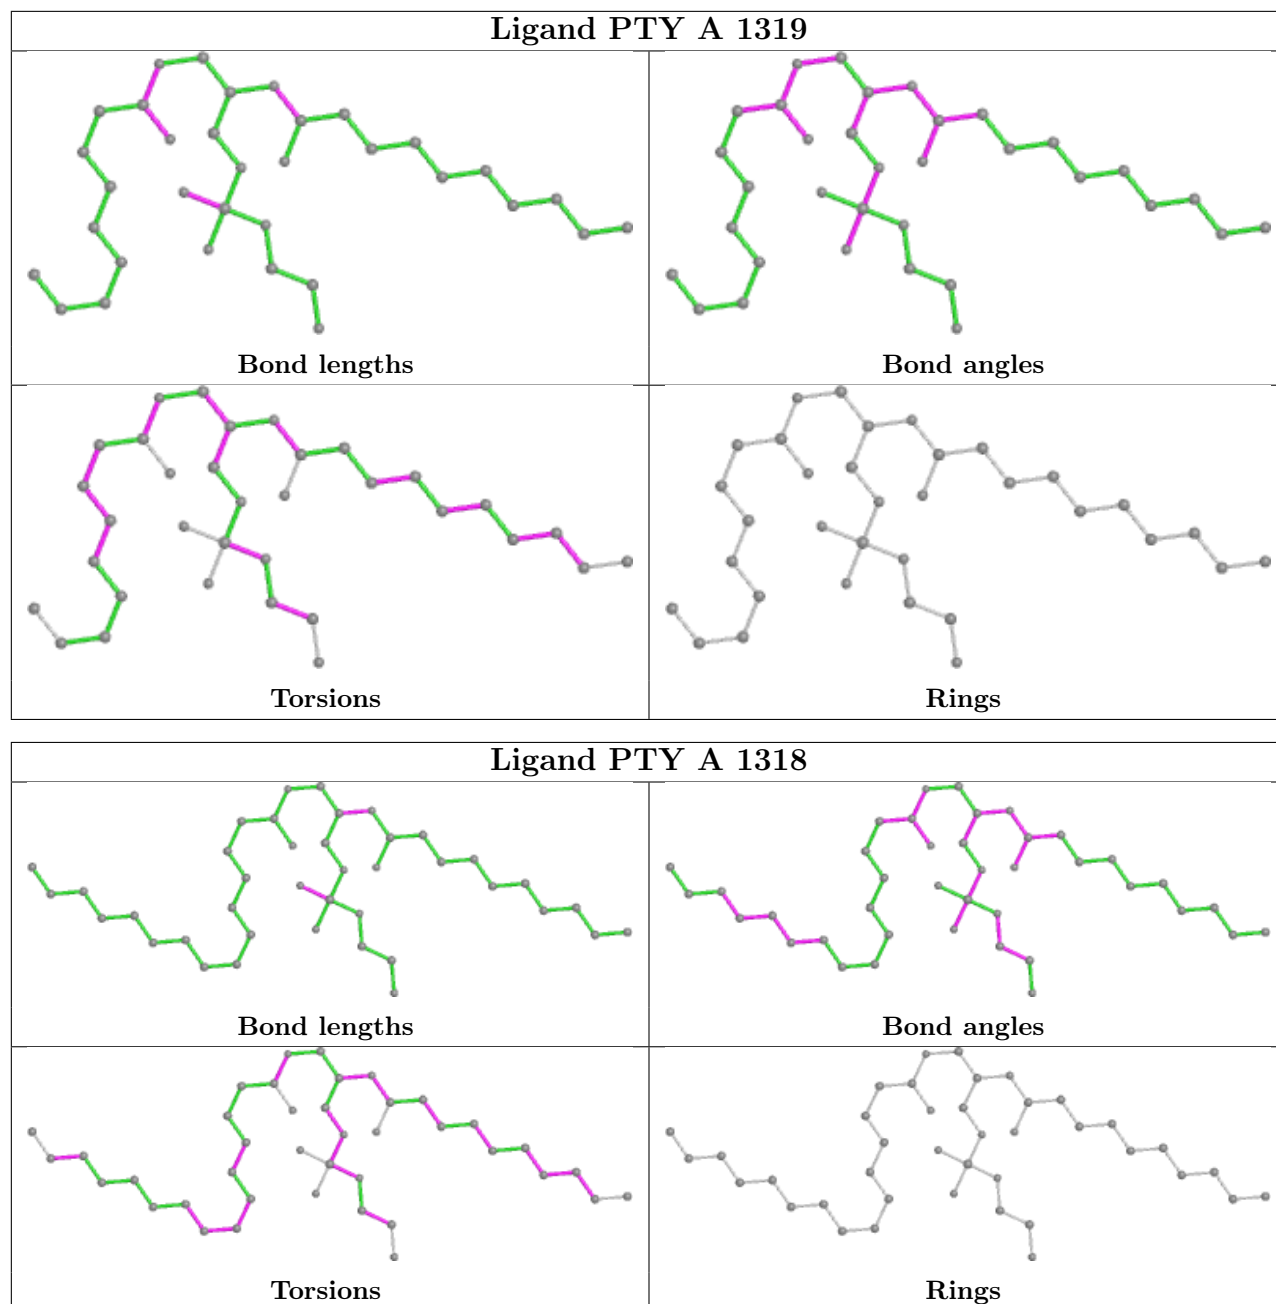 Ligand PTY A 1319
Bond lengths
Bond angles
Torsions
Rings
Ligand PTY A 1318
Bond lengths
Bond angles
Torsions
Rings